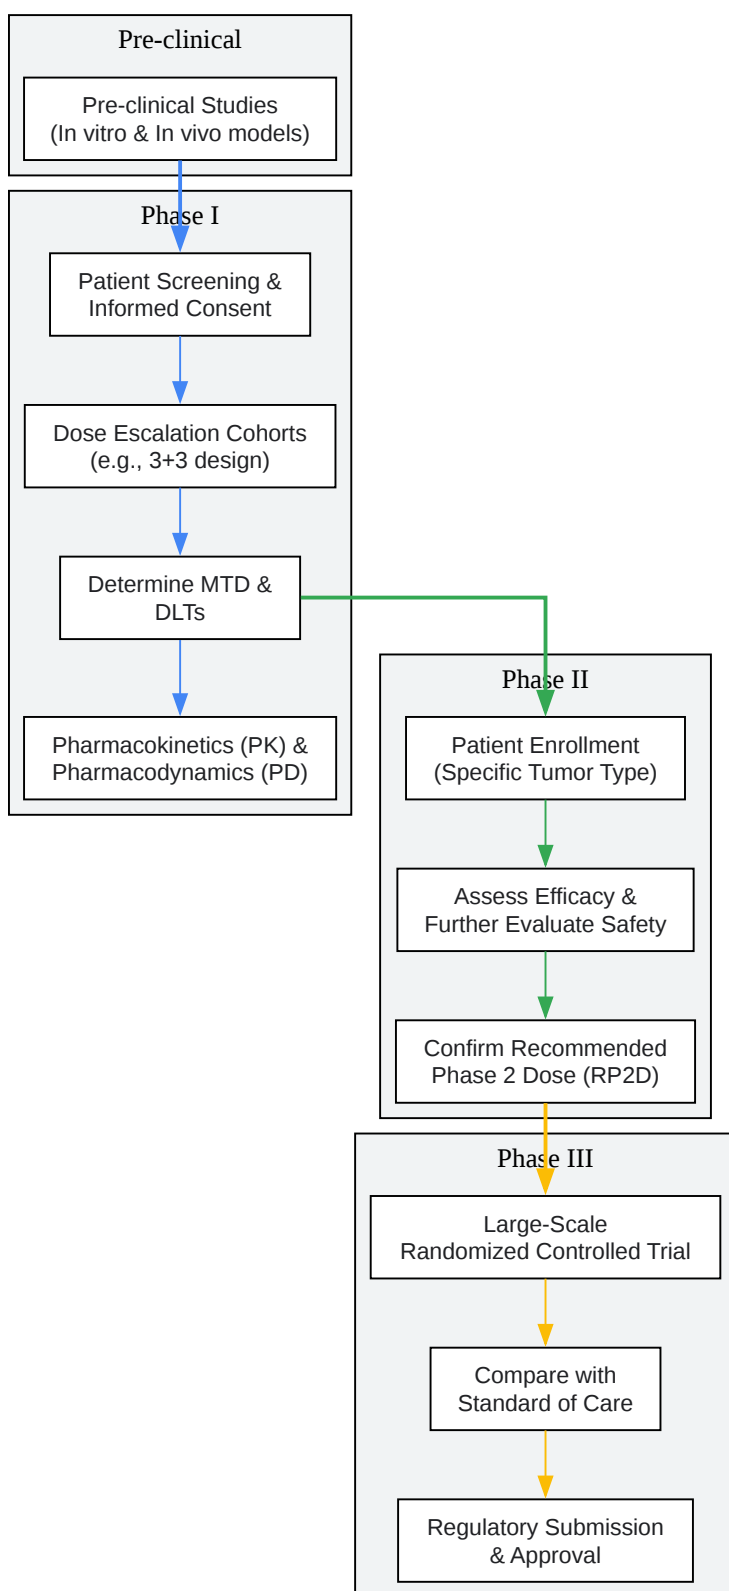 Pre-clinical
Pre-clinical Studies
(In vitro & In vivo models)
Phase I
Patient Screening &
Informed Consent
Dose Escalation Cohorts
(e.g., 3+3 design)
Determine MTD &
DLTs
Pharmacokinetics (PK) &
Pharmacodynamics (PD)
Phase II
Patient Enrollment
(Specific Tumor Type)
Assess Efficacy &
Further Evaluate Safety
Confirm Recommended
Phase 2 Dose (RP2D)
Phase III
Large-Scale
Randomized Controlled Trial
Compare with
Standard of Care
Regulatory Submission
& Approval